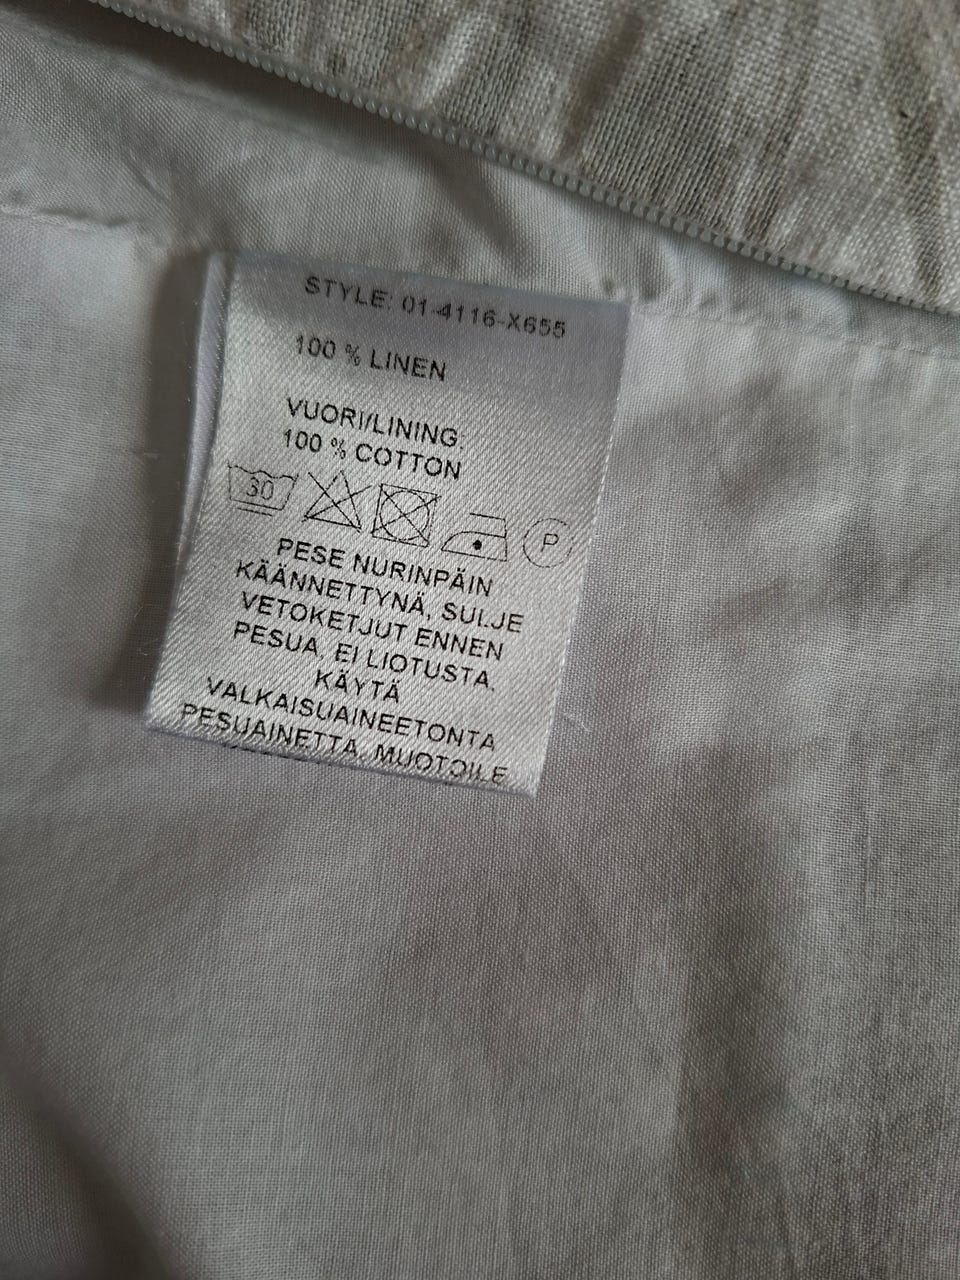 STYLE: 01-4116-X655
100 % LINEN
VUORI/LINING:
100 % COTTON
30 P
PESE NURINPÄIN
KÄÄNNETTYNÄ, SULJE
VETOKETJUT ENNEN
PESUA, EI LIOTUSTA.
KÄYTÄ
VALKAISUAINEETONTA
PESUAINETTA, MUOTOILE